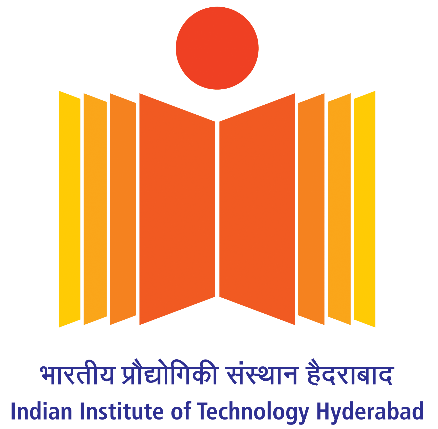 भारतीय प्रौद्योगिकी संस्थान हैदराबाद
Indian Institute of Technology Hyderabad